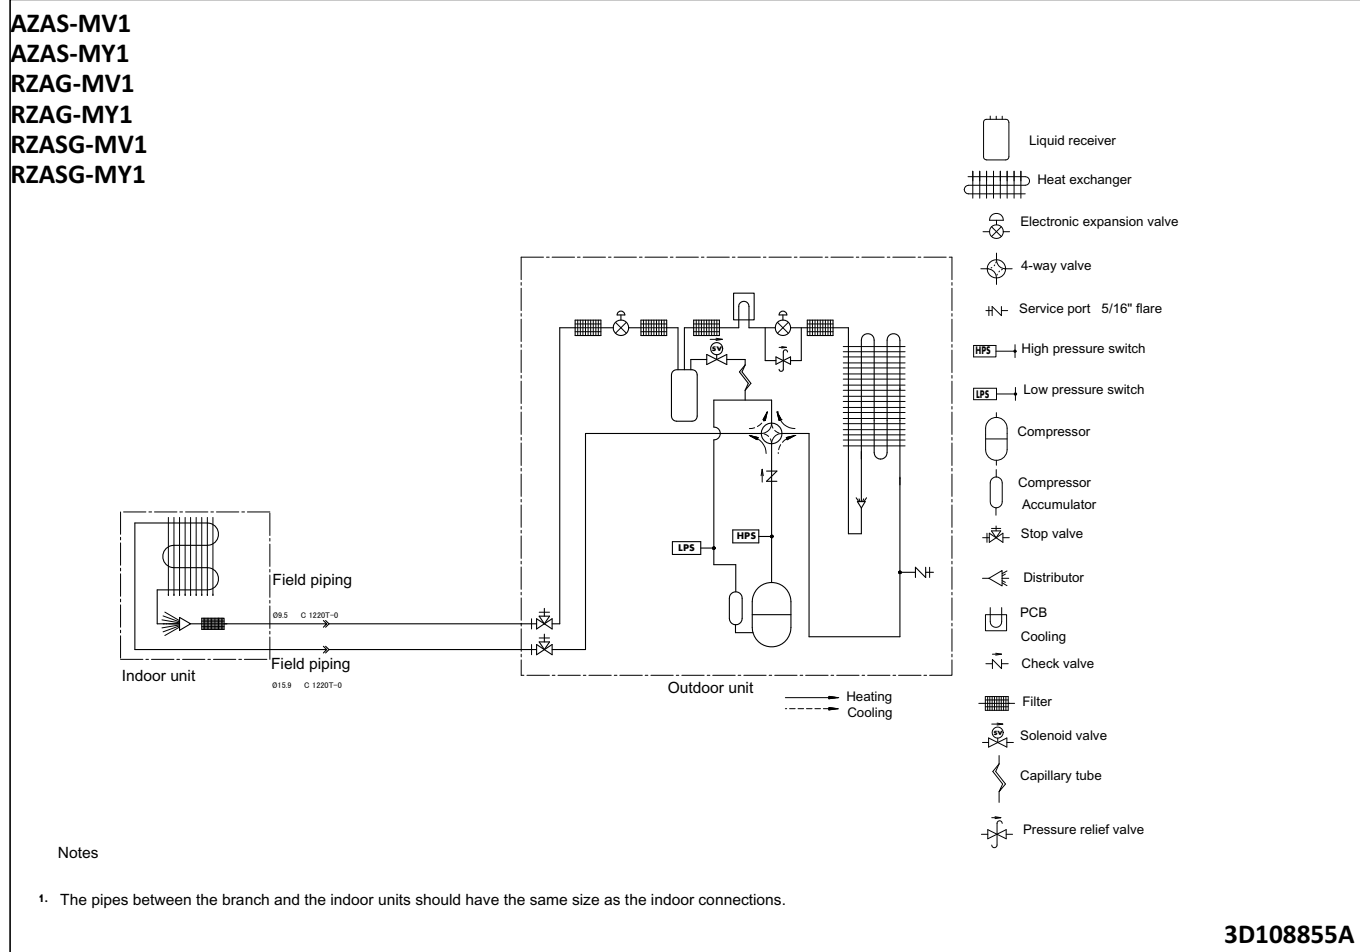 AZAS-MV1
AZAS-MY1
RZAG-MV1
RZAG-MY1
RZASG-MV1
RZASG-MY1
Liquid receiver
Heat exchanger
Electronic expansion valve
4-way valve
Service port 5/16" flare
HPS High pressure switch
LPS Low pressure switch
Compressor
Compressor
Accumulator
Stop valve
Distributor
PCB
Cooling
Check valve
Filter
SV Solenoid valve
Capillary tube
Pressure relief valve
SV
LPS
HPS
Field piping
Ø9.5 C 1220T-0
Field piping
Ø15.9 C 1220T-0
Indoor unit
Outdoor unit
Heating
Cooling
Notes
1. The pipes between the branch and the indoor units should have the same size as the indoor connections.
3D108855A